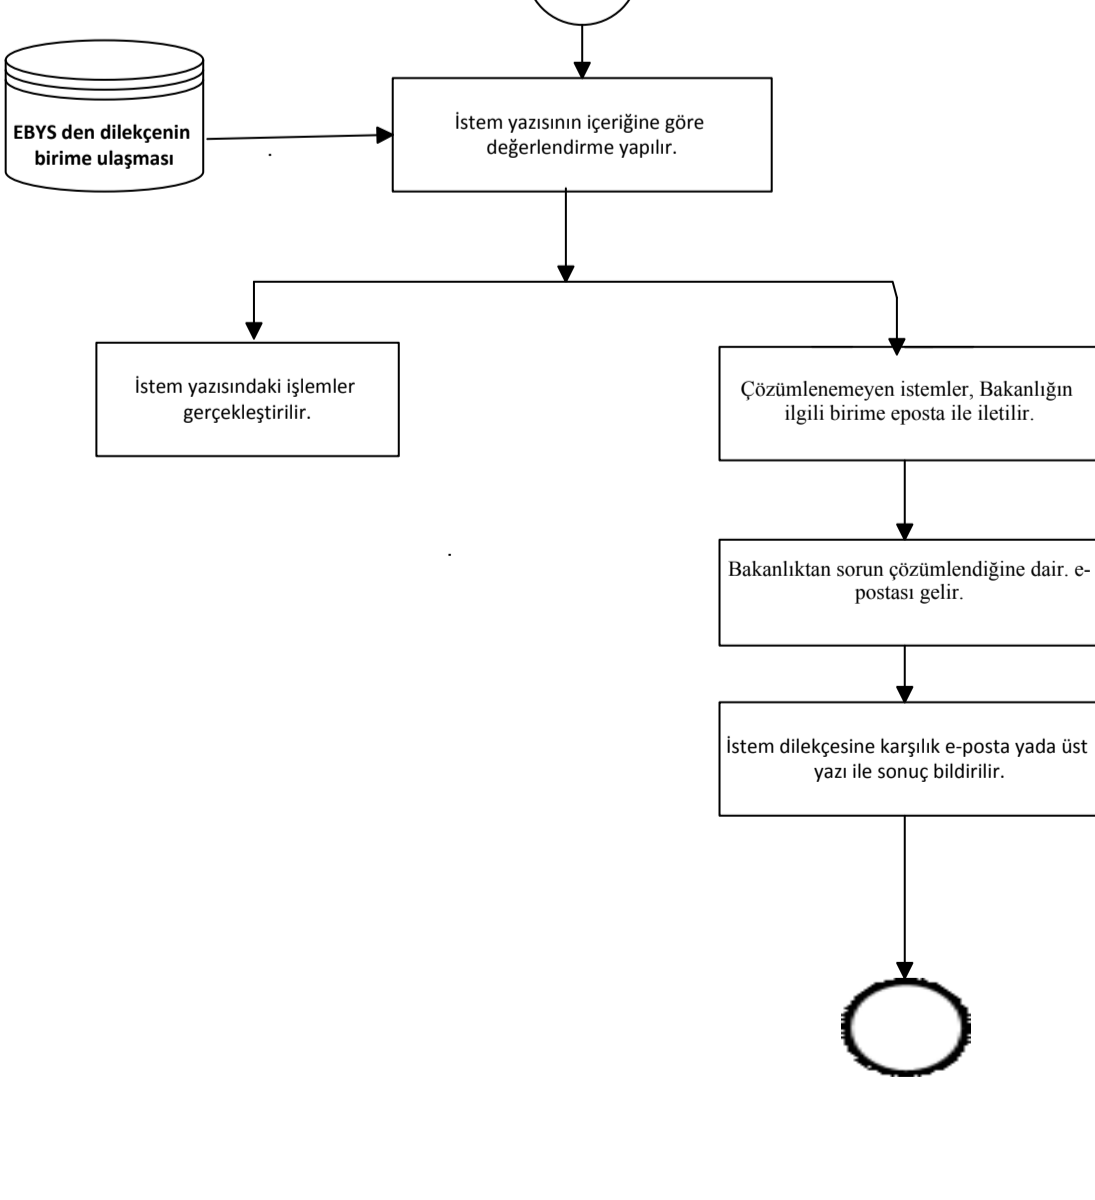 EBYS den dilekçenin
birime ulaşması
İstem yazısının içeriğine göre
değerlendirme yapılır.
İstem yazısındaki işlemler
gerçekleştirilir.
Çözümlenemeyen istemler, Bakanlığın
ilgili birime eposta ile iletilir.
Bakanlıktan sorun çözümlendiğine dair. e-
postası gelir.
İstem dilekçesine karşılık e-posta yada üst
yazı ile sonuç bildirilir.